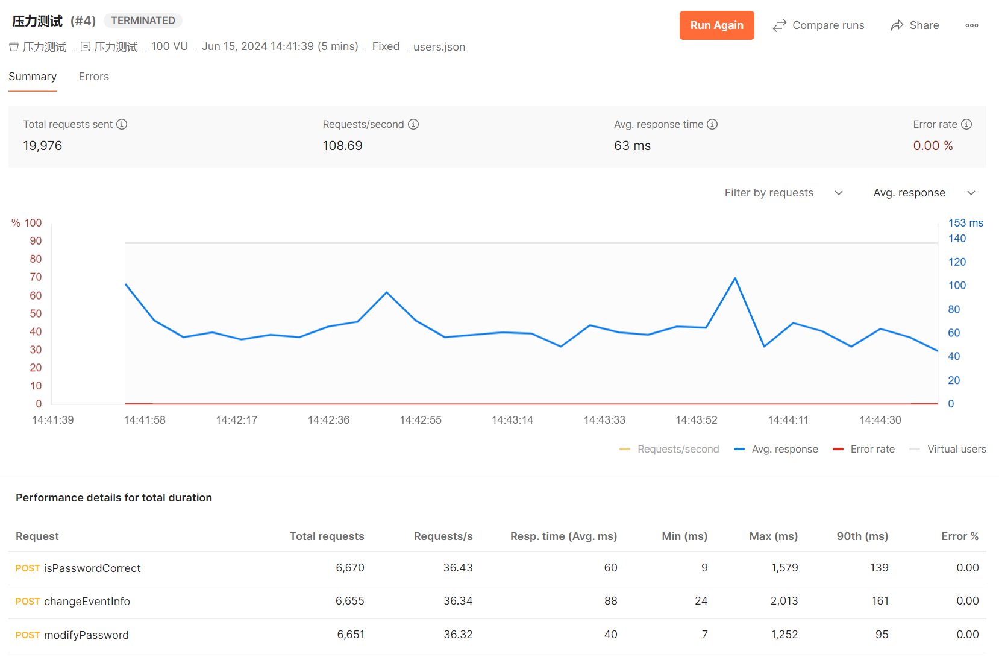 压力测试 (#4) TERMINATED
Run Again Compare runs Share
压力测试 . 压力测试 . 100 VU . Jun 15, 2024 14:41:39 (5 mins) . Fixed . users.json
Summary Errors
Total requests sent Requests/second Avg. response time Error rate
19,976 108.69 63 ms 0.00 %
Filter by requests Avg. response
% 100 153 ms
90 140
80 120
70 100
60
50 80
40 60
30 40
20 20
10
0 0
14:41:39 14:41:58 14:42:17 14:42:36 14:42:55 14:43:14 14:43:33 14:43:52 14:44:11 14:44:30
Requests/second Avg. response Error rate Virtual users
Performance details for total duration
Request Total requests Requests/s Resp. time (Avg. ms) Min (ms) Max (ms) 90th (ms) Error %
POST isPasswordCorrect 6,670 36.43 60 9 1,579 139 0.00
POST changeEventInfo 6,655 36.34 88 24 2,013 161 0.00
POST modifyPassword 6,651 36.32 40 7 1,252 95 0.00